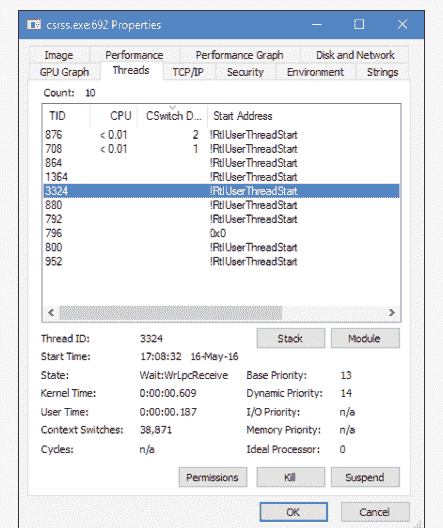 csrss.exe:692 Properties
Image Performance Performance Graph Disk and Network
GPU Graph Threads TCP/IP Security Environment Strings
Count: 10
TID CPU CSwitch D... Start Address
876 < 0.01 2 !RtlUserThreadStart
708 < 0.01 1 !RtlUserThreadStart
864 !RtlUserThreadStart
1364 !RtlUserThreadStart
3324 !RtlUserThreadStart
880 !RtlUserThreadStart
792 !RtlUserThreadStart
796 0x0
800 !RtlUserThreadStart
952 !RtlUserThreadStart
Thread ID: 3324 Stack Module
Start Time: 17:08:32 16-May-16
State: Wait:WrLpcReceive Base Priority: 13
Kernel Time: 0:00:00.609 Dynamic Priority: 14
User Time: 0:00:00.187 I/O Priority: n/a
Context Switches: 38,871 Memory Priority: n/a
Cycles: n/a Ideal Processor: 0
Permissions Kill Suspend
OK Cancel